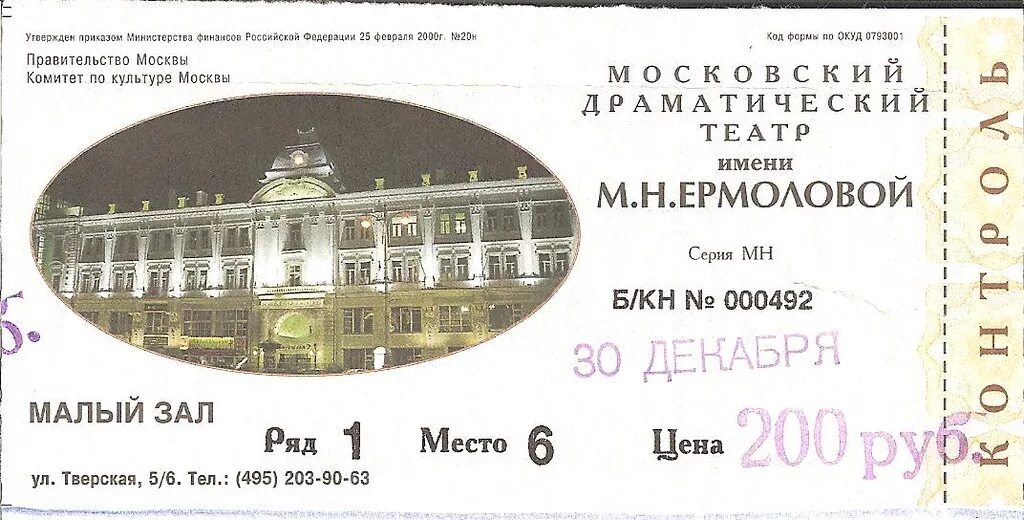 Утвержден приказом Министерства финансов Российской Федерации 25 февраля 2000г. №20н
Код формы по ОКУД 0793001
Правительство Москвы
Комитет по культуре Москвы
МОСКОВСКИЙ
ДРАМАТИЧЕСКИЙ
ТЕАТР
имени
М.Н.ЕРМОЛОВОЙ
Серия МН
Б/КН № 000492
30 ДЕКАБРЯ
б.
МАЛЫЙ ЗАЛ
Ряд 1 Место 6 Цена 200 руб.
ул. Тверская, 5/6. Тел.: (495) 203-90-63
КОНТРОЛЬ